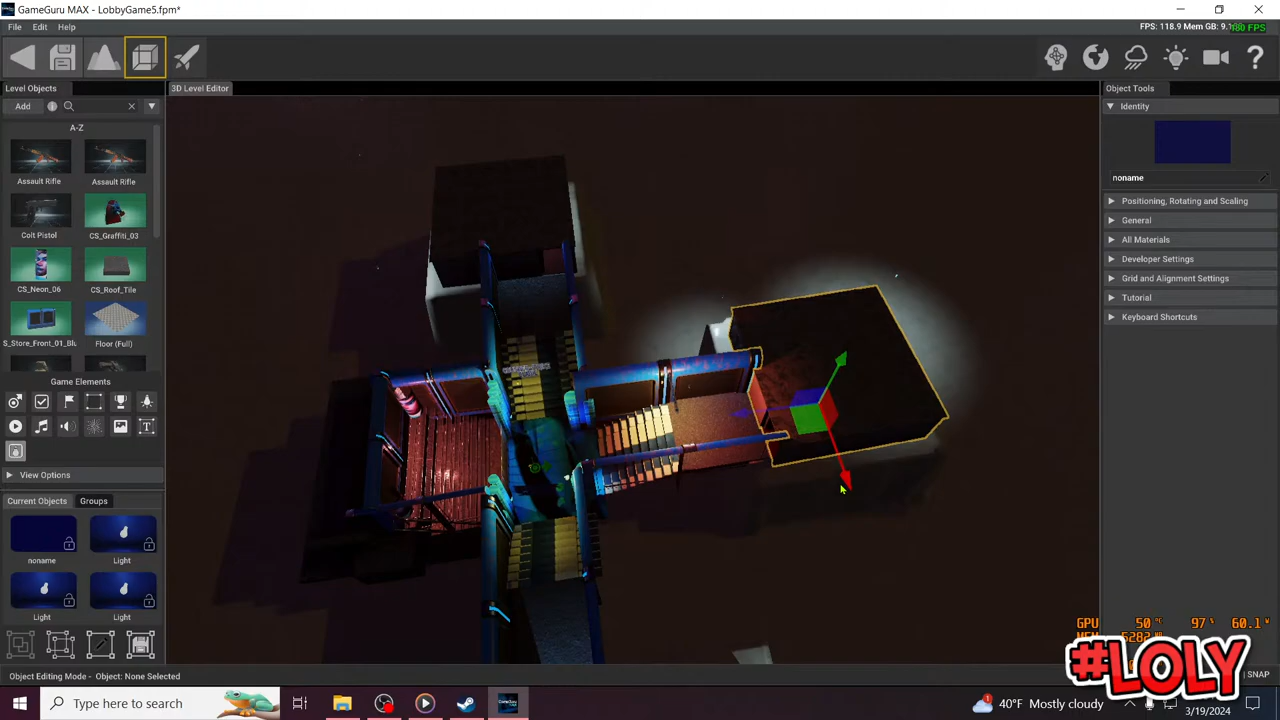 GameGuru MAX - LobbyGame5.fpm*
File Edit Help
Level Objects
Add
A-Z
Assault Rifle Assault Rifle
Colt Pistol CS_Graffiti_03
CS_Neon_06 CS_Roof_Tile
S_Store_Front_01_Blu Floor (Full)
Game Elements
View Options
Current Objects Groups
noname Light
Light Light
Object Editing Mode - Object: None Selected
3D Level Editor
FPS: 118.9 Mem GB: 9.1
Object Tools
Identity
noname
Positioning, Rotating and Scaling
General
All Materials
Developer Settings
Grid and Alignment Settings
Tutorial
Keyboard Shortcuts
GPU 50 °C 97 % 60.1 W
#LOLY
SNAP
Type here to search
40°F Mostly cloudy
3/19/2024